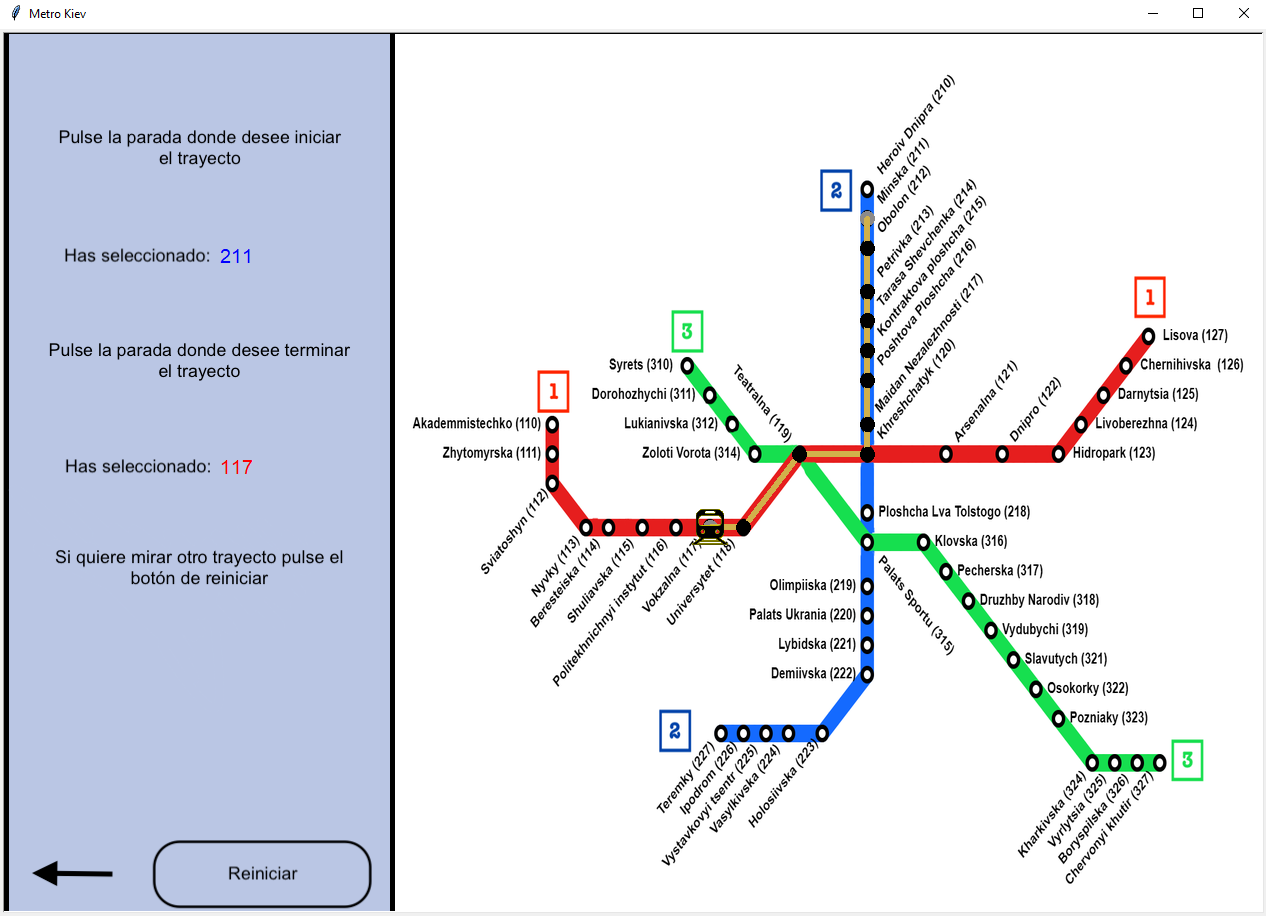 Metro Kiev
Pulse la parada donde desee iniciar
el trayecto
Has seleccionado: 211
Pulse la parada donde desee terminar
el trayecto
Has seleccionado: 117
Si quiere mirar otro trayecto pulse el
botón de reiniciar
Reiniciar
2
Heroiv Dnipra (210)
Minska (211)
Obolon (212)
Petrivka (213)
Tarasa Shevchenka (214)
Kontraktova ploshcha (215)
Poshtova Ploshcha (216)
Maidan Nezalezhnosti (217)
Khreshchatyk (120)
Arsenalna (121)
Dnipro (122)
1
Lisova (127)
Chernihivska (126)
Darnytsia (125)
Livoberezhna (124)
Hidropark (123)
3
Syrets (310)
Dorohozhychi (311)
Lukianivska (312)
Zoloti Vorota (314)
Teatralna (119)
1
Akademmistechko (110)
Zhytomyrska (111)
Sviatoshyn (112)
Nyvky (113)
Beresteiska (114)
Shuliavska (115)
Politekhnichnyi instytut (116)
Vokzalna (117)
Universytet (118)
Ploshcha Lva Tolstogo (218)
Klovska (316)
Pecherska (317)
Druzhby Narodiv (318)
Vydubychi (319)
Slavutych (321)
Osokorky (322)
Pozniaky (323)
Palats Sportu (315)
Olimpiiska (219)
Palats Ukrania (220)
Lybidska (221)
Demiivska (222)
2
Teremky (227)
Ipodrom (226)
Vystavkovyi tsentr (225)
Vasylkivska (224)
Holosiivska (223)
3
Kharkivska (324)
Vyrlytsia (325)
Boryspilska (326)
Chervonyi khutir (327)